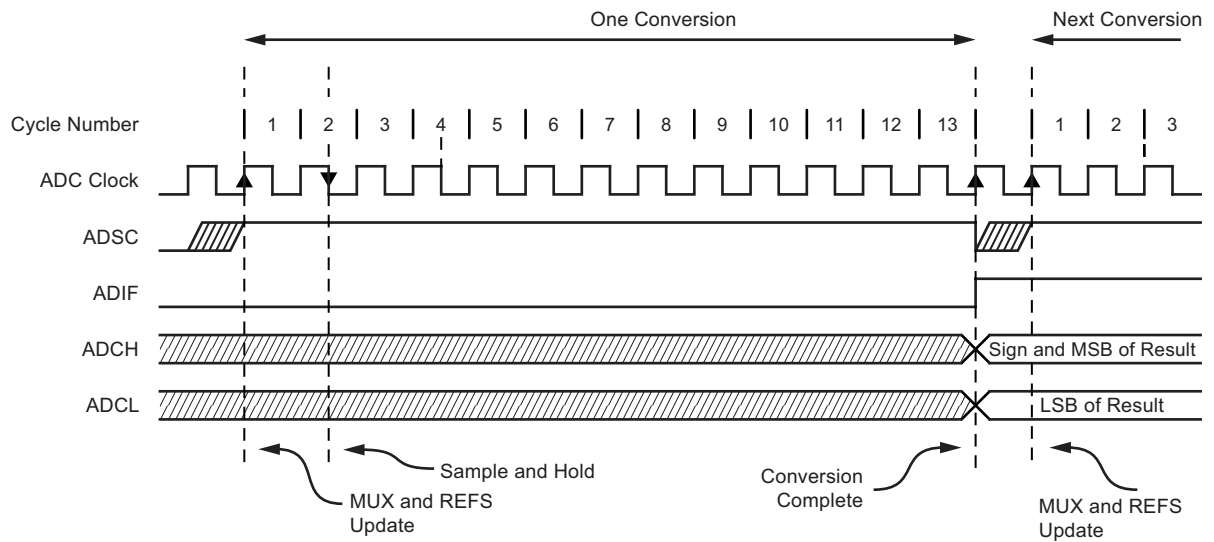 One Conversion
Next Conversion
Cycle Number
1 2 3 4 5 6 7 8 9 10 11 12 13 1 2 3
ADC Clock
ADSC
ADIF
ADCH
Sign and MSB of Result
ADCL
LSB of Result
Sample and Hold
MUX and REFS
Update
Conversion
Complete
MUX and REFS
Update